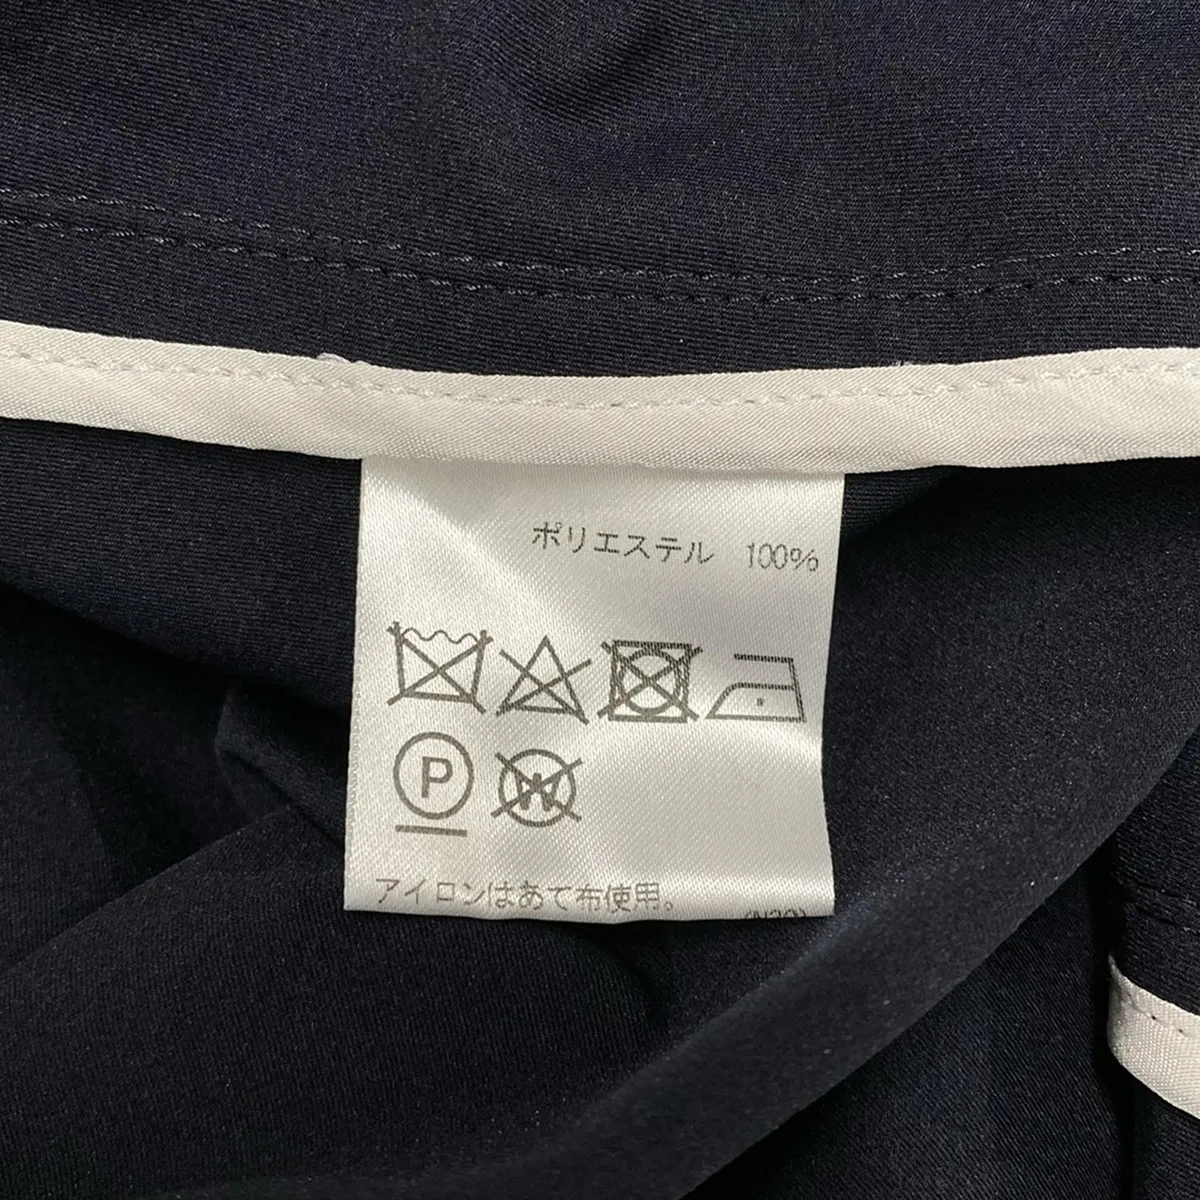 ポリエステル 100%
P W
アイロンはあて布使用。